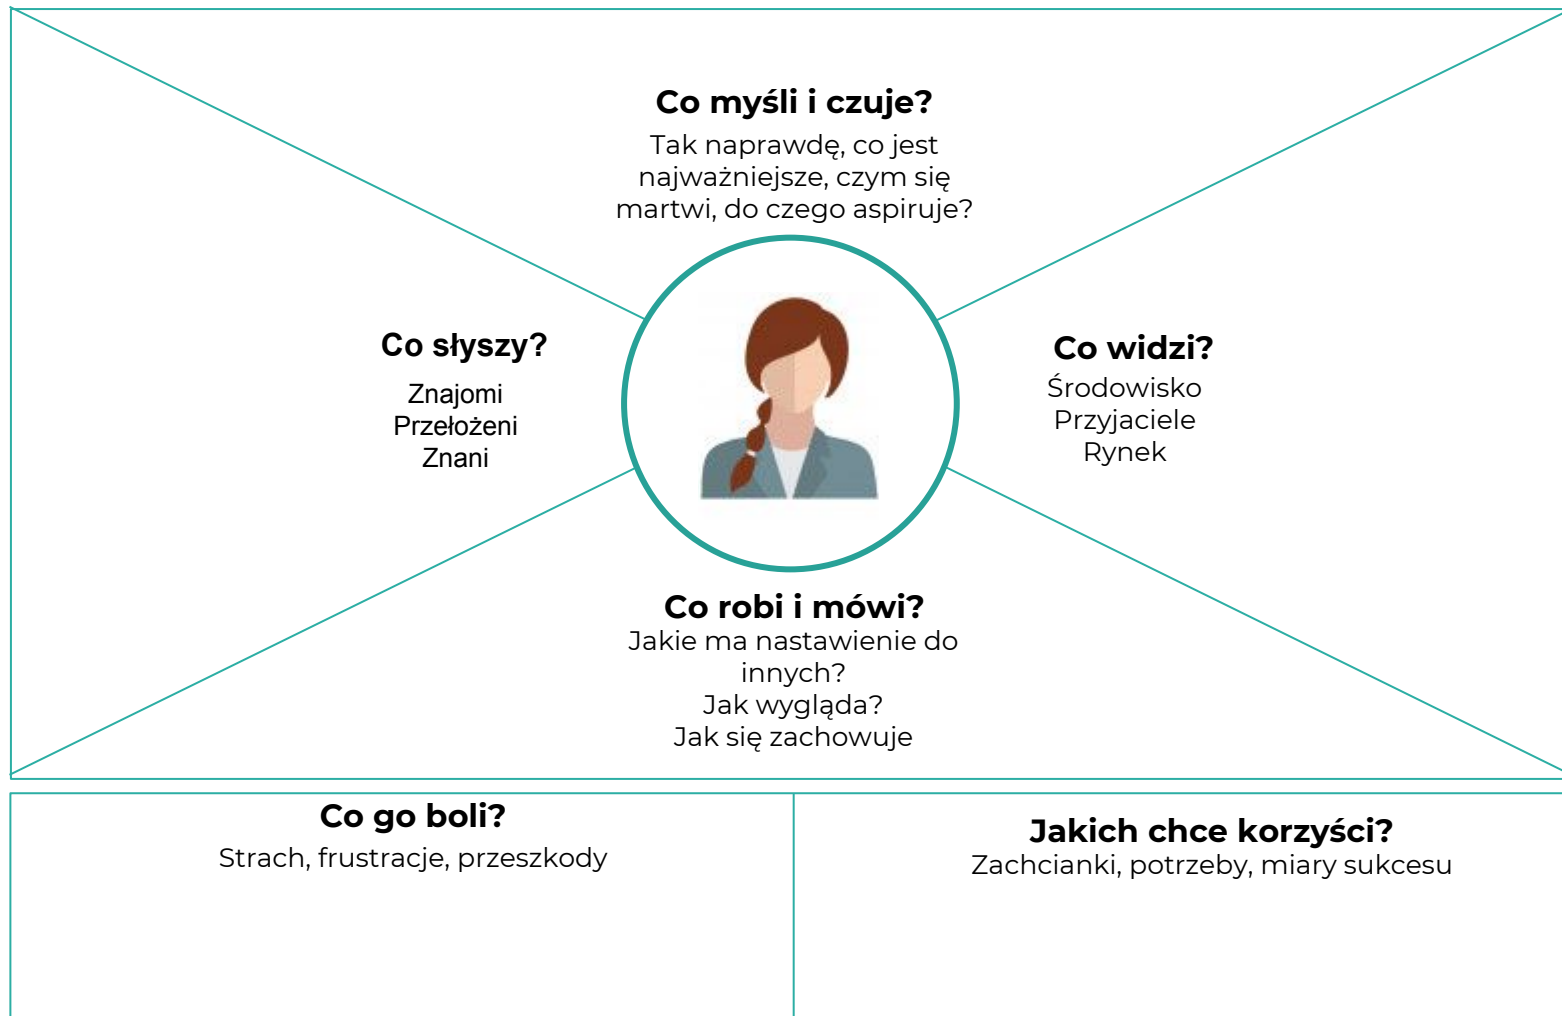 Co myśli i czuje?
Tak naprawdę, co jest
najważniejsze, czym się
martwi, do czego aspiruje?
Co słyszy?
Znajomi
Przełożeni
Znani
Co widzi?
Środowisko
Przyjaciele
Rynek
Co robi i mówi?
Jakie ma nastawienie do
innych?
Jak wygląda?
Jak się zachowuje
Co go boli?
Strach, frustracje, przeszkody
Jakich chce korzyści?
Zachcianki, potrzeby, miary sukcesu